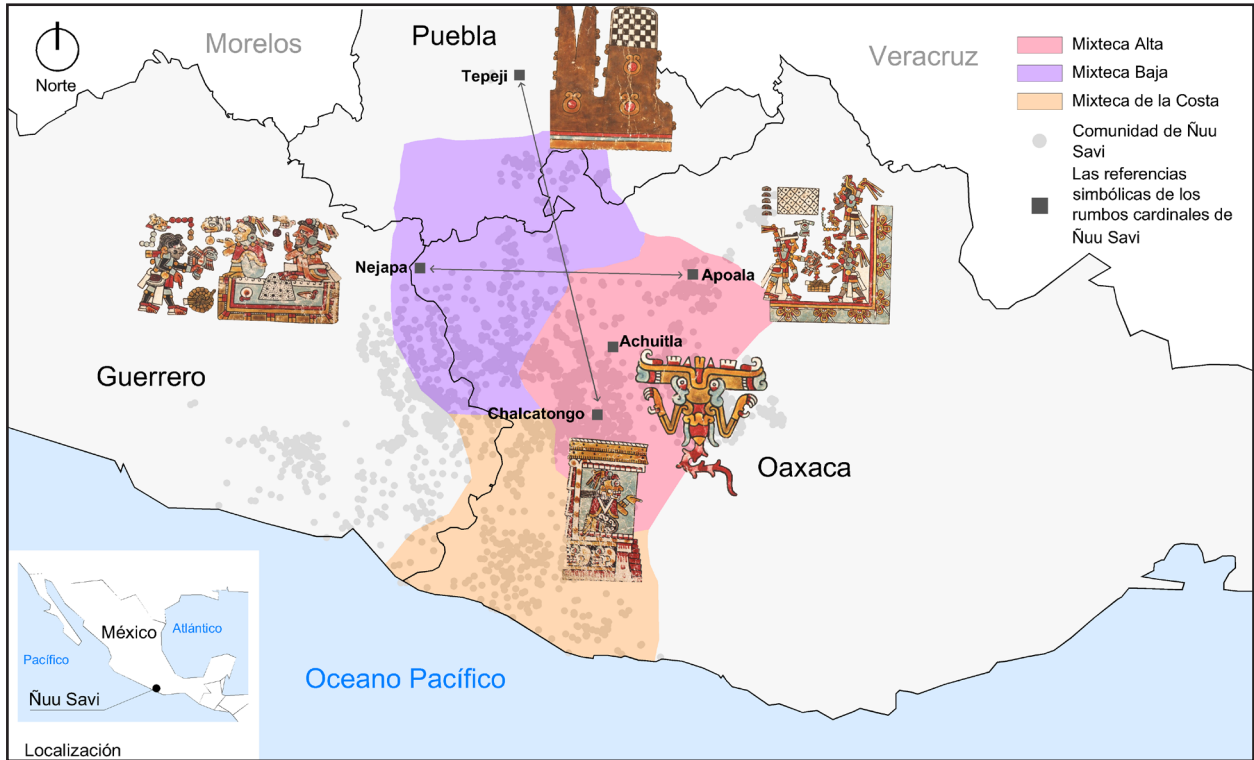 Morelos
Puebla
Veracruz
Norte
Tepeji
Mixteca Alta
Mixteca Baja
Mixteca de la Costa
Comunidad de Ñuu
Savi
Las referencias
simbólicas de los
rumbos cardinales de
Ñuu Savi
Nejapa
Apoala
Achuitla
Guerrero
Chalcatongo
Oaxaca
México
Atlántico
Pacífico
Ñuu Savi
Localización
Oceano Pacífico